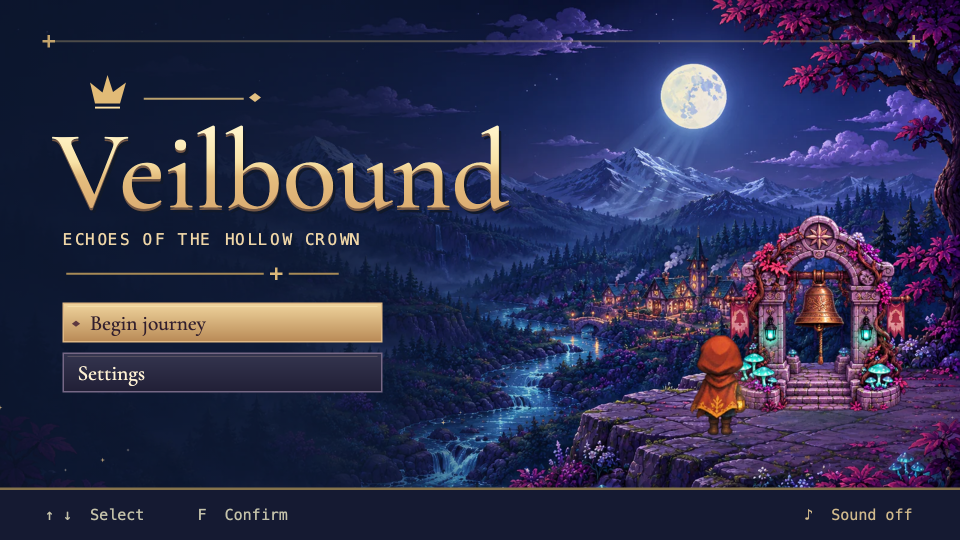 Veilbound
ECHOES OF THE HOLLOW CROWN
Begin journey
Settings
↑ ↓ Select F Confirm ♪ Sound off